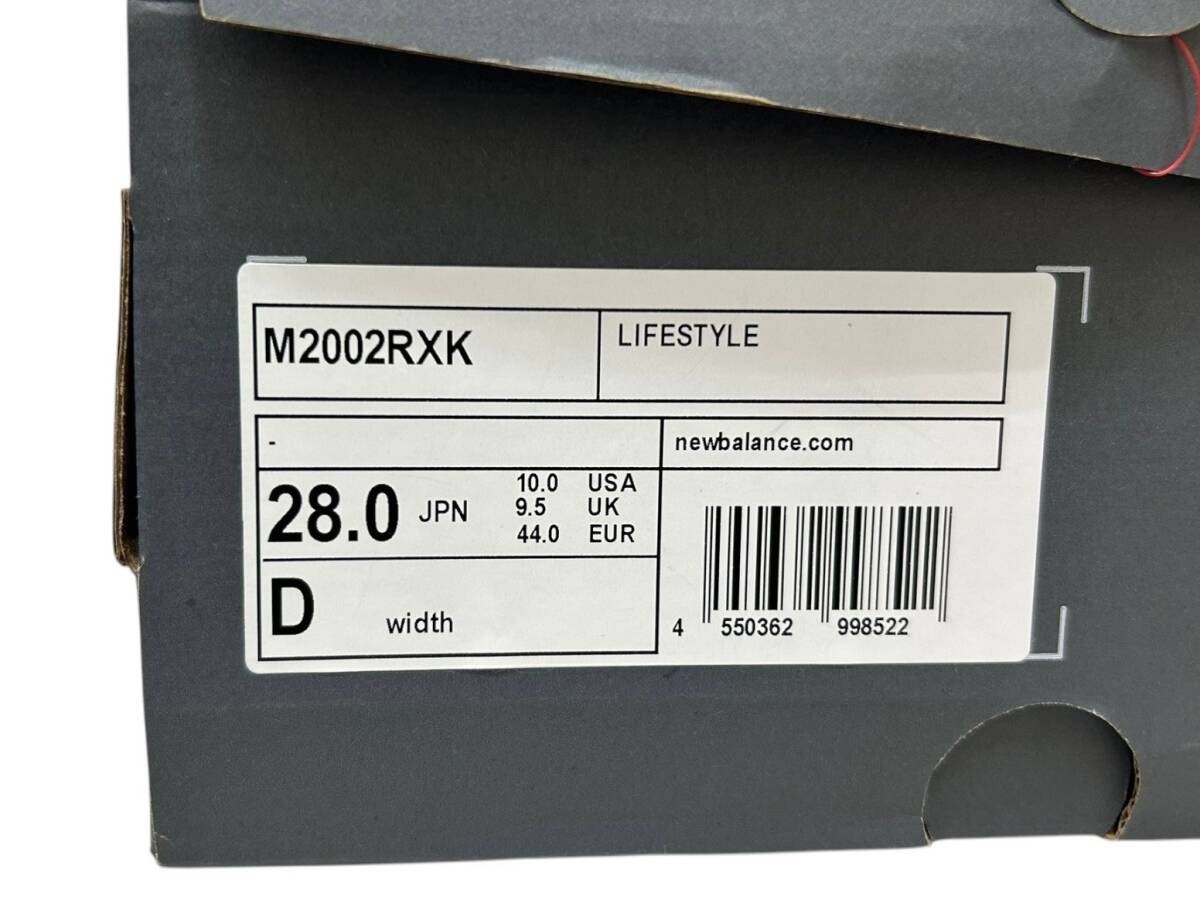 M2002RXK
LIFESTYLE
-
newbalance.com
28.0 JPN
10.0 USA
9.5 UK
44.0 EUR
D width
4 550362 998522